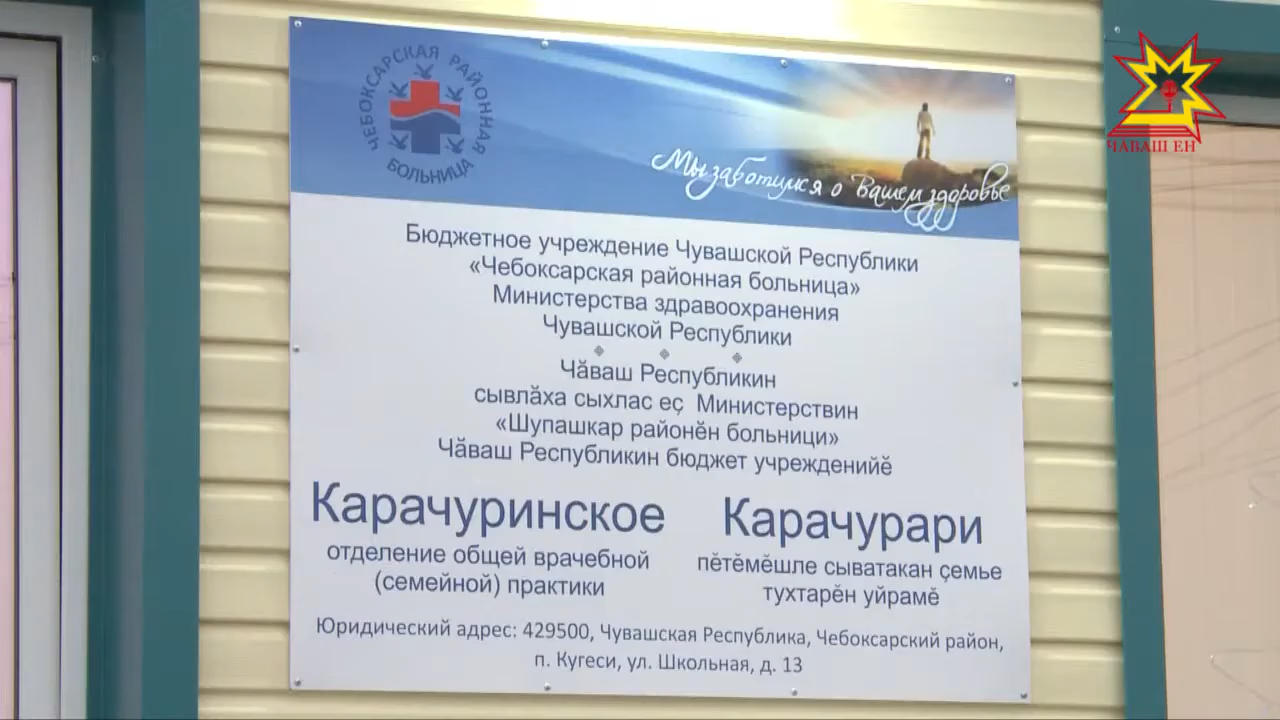 ЧЕБОКСАРСКАЯ РАЙОННАЯ
БОЛЬНИЦА
Мы заботимся о Вашем здоровье
Бюджетное учреждение Чувашской Республики
«Чебоксарская районная больница»
Министерства здравоохранения
Чувашской Республики
Чӑваш Республикин
сывлӑха сыхлас еҫ Министерствин
«Шупашкар районӗн больници»
Чӑваш Республикин бюджет учрежденийӗ
Карачуринское
отделение общей врачебной
(семейной) практики
Карачурари
пӗтӗмӗшле сыватакан ҫемье
тухтарӗн уйрамӗ
Юридический адрес: 429500, Чувашская Республика, Чебоксарский район,
п. Кугеси, ул. Школьная, д. 13
ЧАВАШ ЕН